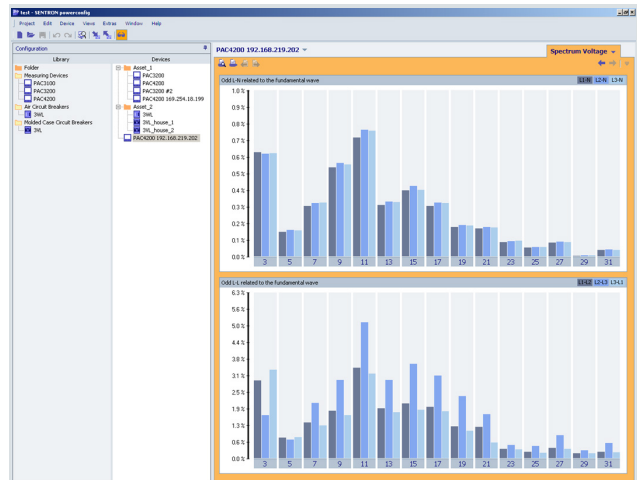 test - SENTRON powerconfig
Project Edit Device Views Extras Window Help
Configuration
Library
Devices
Folder
Measuring Devices
PAC3100
PAC3200
PAC4200
Air Circuit Breakers
3WL
Molded Case Circuit Breakers
3VL
Asset_1
PAC3200
PAC4200
PAC3200 #2
PAC4200 169.254.18.199
Asset_2
3WL
3VL_house_1
3VL_house_2
PAC4200 192.168.219.202
PAC4200 192.168.219.202
Spectrum Voltage
Odd L-N related to the fundamental wave
L1-N L2-N L3-N
1.0 %
0.9 %
0.8 %
0.7 %
0.6 %
0.5 %
0.4 %
0.3 %
0.2 %
0.1 %
0.0 %
3 5 7 9 11 13 15 17 19 21 23 25 27 29 31
Odd L-L related to the fundamental wave
L1-L2 L2-L3 L3-L1
6.3 %
5.6 %
5.0 %
4.4 %
3.8 %
3.1 %
2.5 %
1.9 %
1.3 %
0.6 %
0.0 %
3 5 7 9 11 13 15 17 19 21 23 25 27 29 31